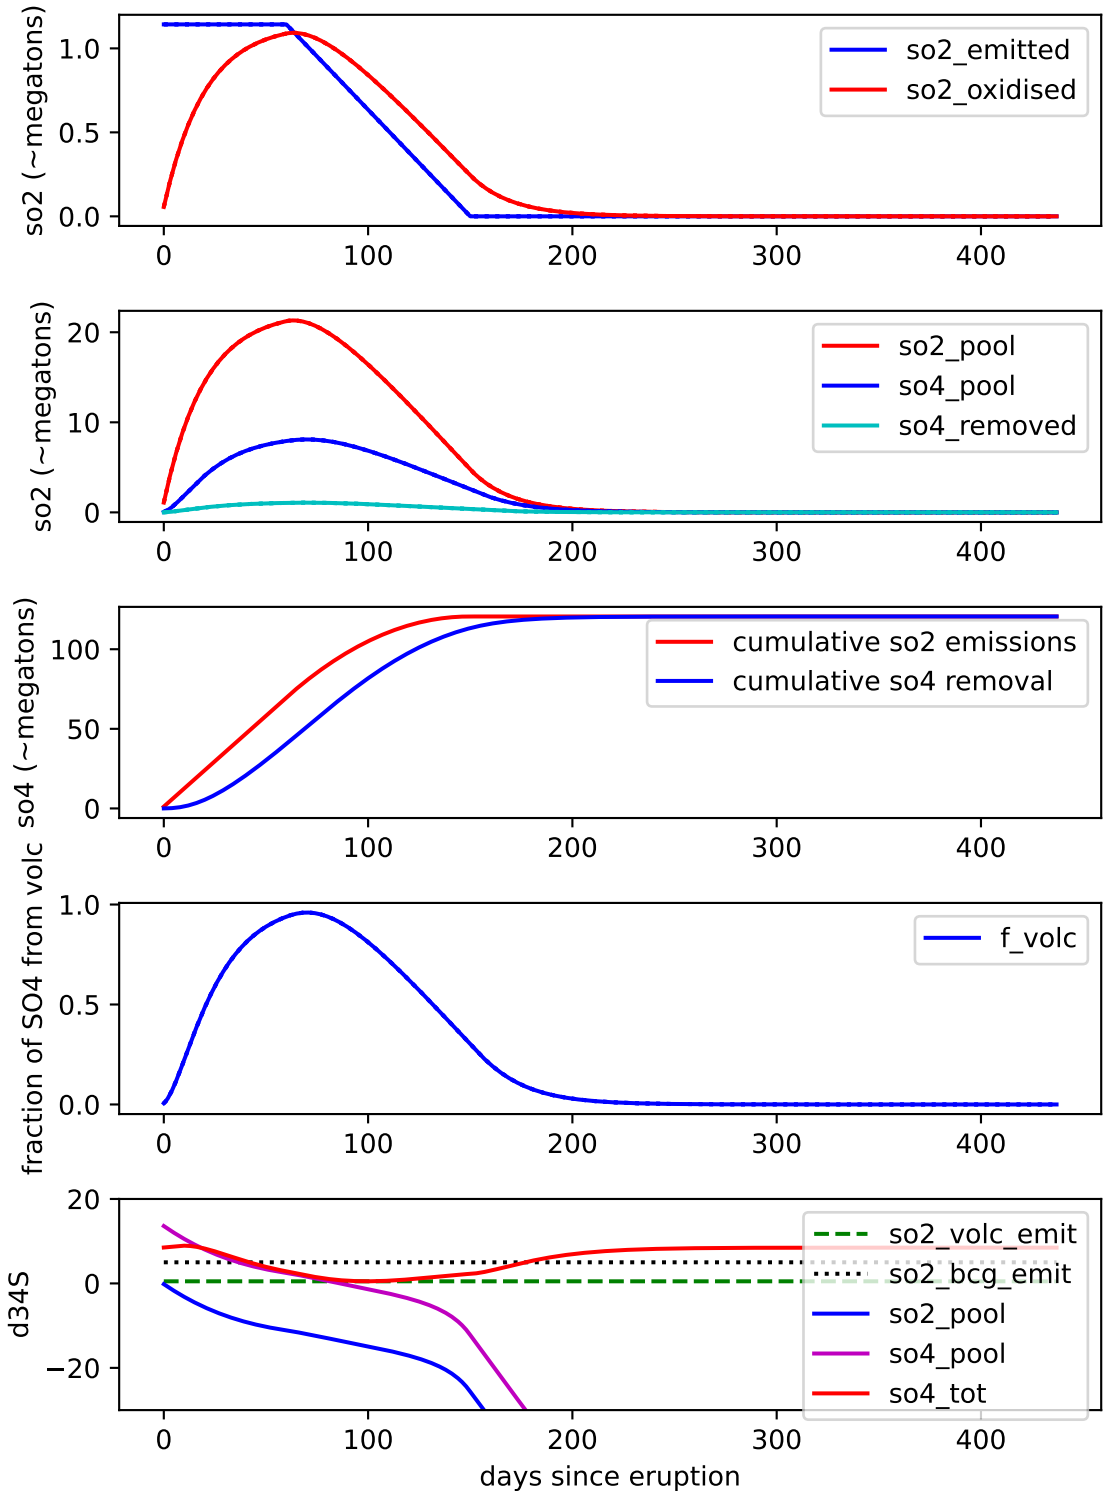 so2 (~megatons)
1.0
0.5
0.0
so2_emitted
so2_oxidised
0
100
200
300
400
so2 (~megatons)
20
10
0
so2_pool
so4_pool
so4_removed
0
100
200
300
400
so4 (~megatons)
100
50
0
cumulative so2 emissions
cumulative so4 removal
0
100
200
300
400
fraction of SO4 from volc
1.0
0.5
0.0
f_volc
0
100
200
300
400
d34S
20
0
−20
so2_volc_emit
so2_bcg_emit
so2_pool
so4_pool
so4_tot
0
100
200
300
400
days since eruption